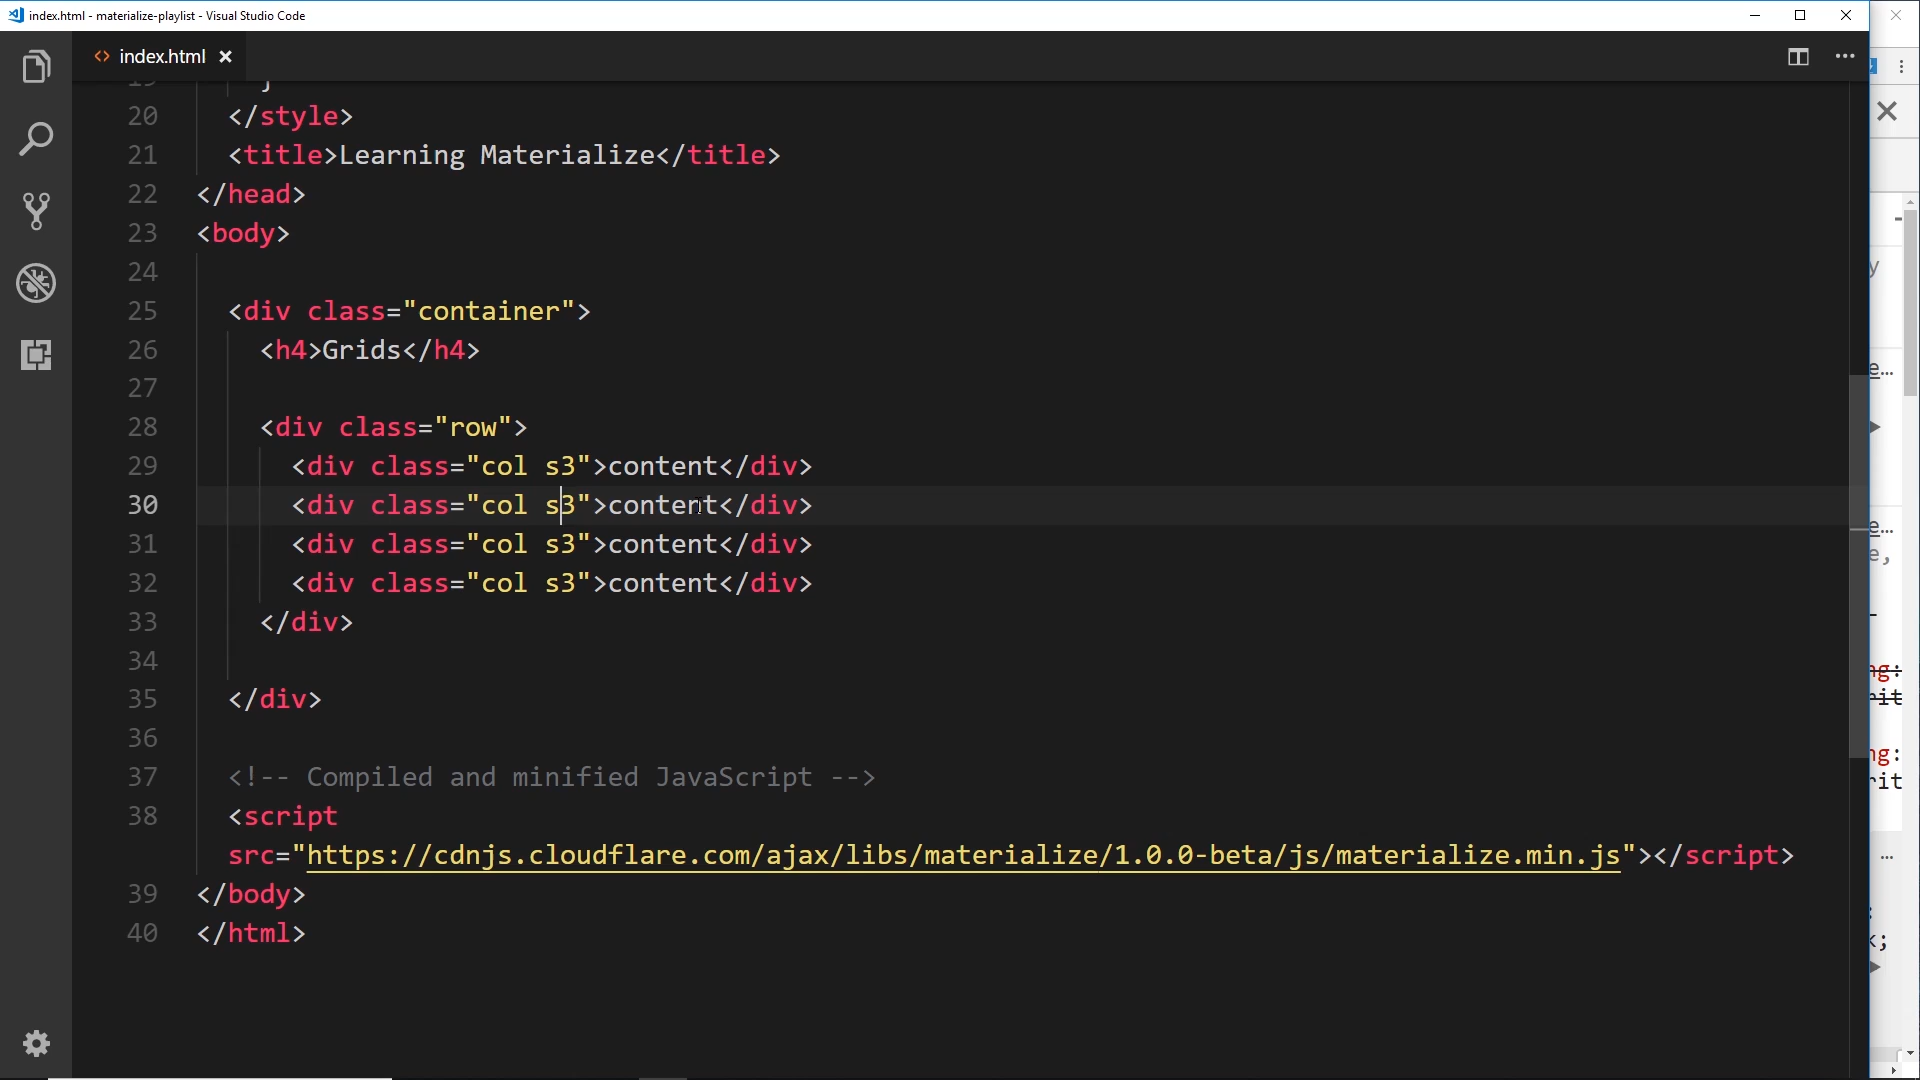 index.html - materialize-playlist - Visual Studio Code
index.html
20 </style>
21 <title>Learning Materialize</title>
22 </head>
23 <body>
24
25 <div class="container">
26 <h4>Grids</h4>
27
28 <div class="row">
29 <div class="col s3">content</div>
30 <div class="col s3">content</div>
31 <div class="col s3">content</div>
32 <div class="col s3">content</div>
33 </div>
34
35 </div>
36
37 <!-- Compiled and minified JavaScript -->
38 <script
src="https://cdnjs.cloudflare.com/ajax/libs/materialize/1.0.0-beta/js/materialize.min.js"></script>
39 </body>
40 </html>